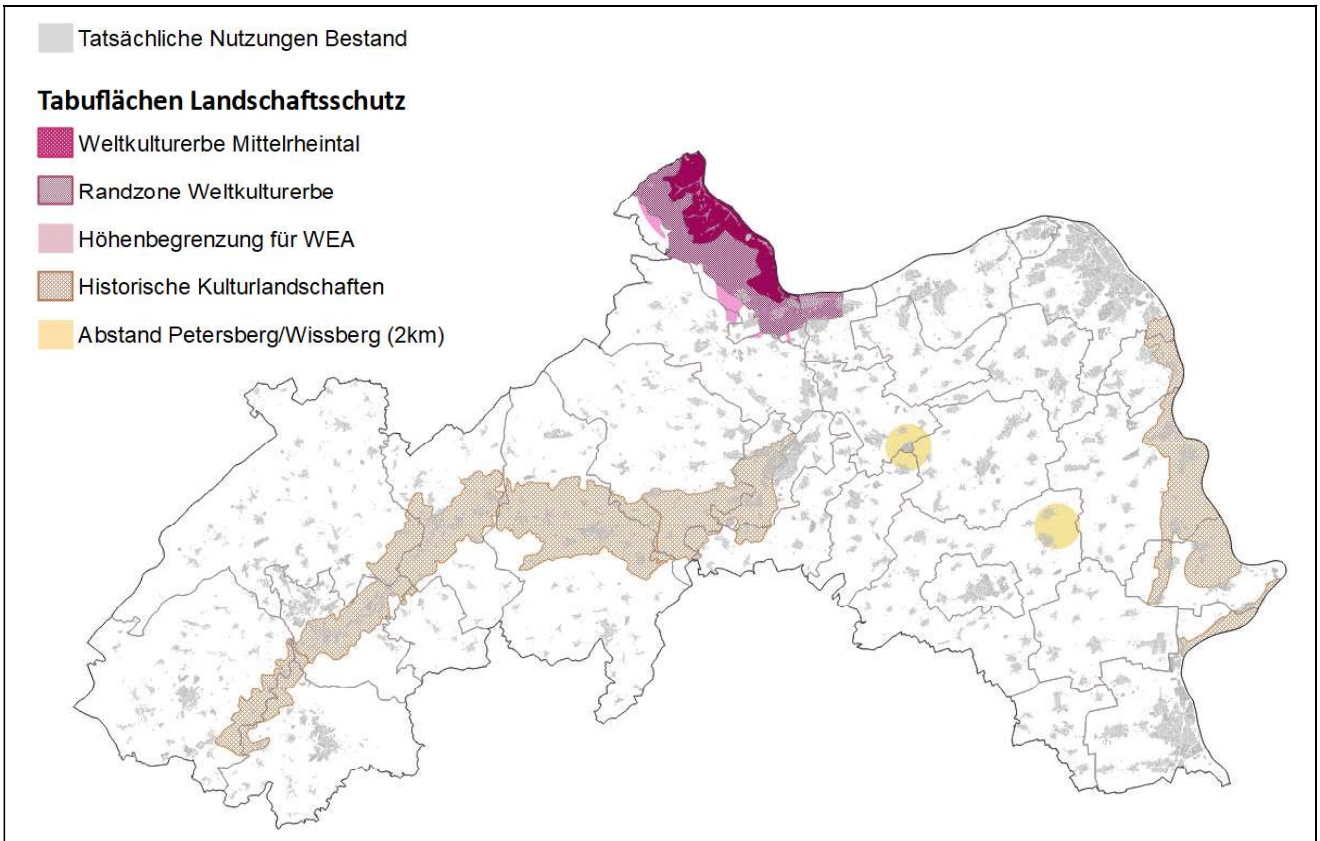 Tatsächliche Nutzungen Bestand
Tabuflächen Landschaftsschutz
Weltkulturerbe Mittelrheintal
Randzone Weltkulturerbe
Höhenbegrenzung für WEA
Historische Kulturlandschaften
Abstand Petersberg/Wissberg (2km)